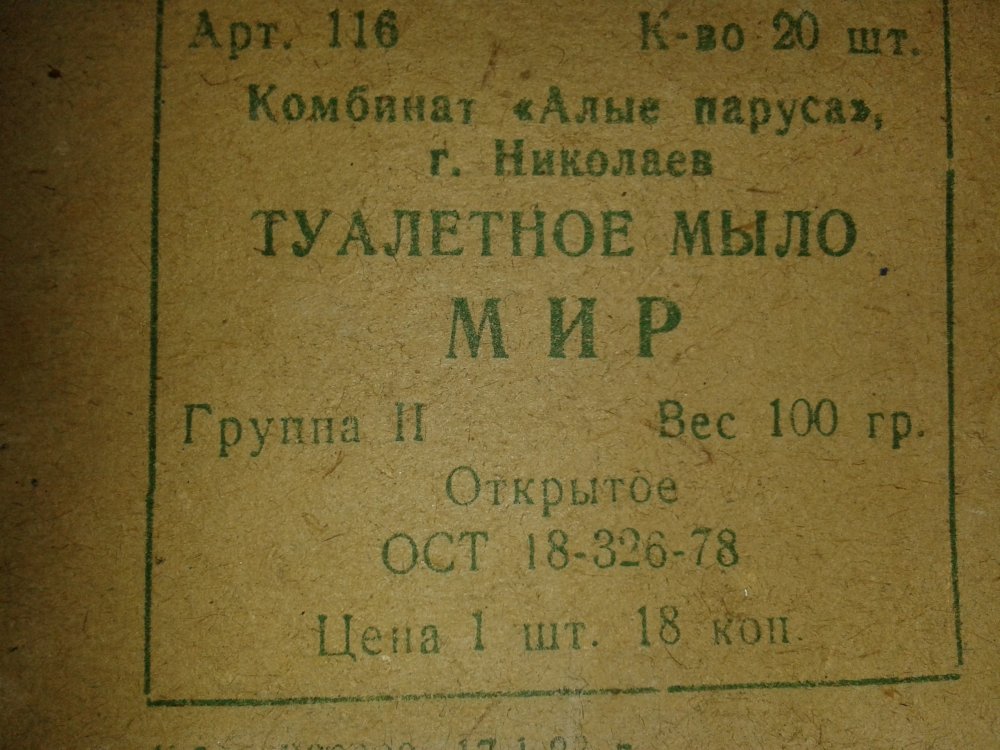 Арт. 116 К-во 20 шт.
Комбинат «Алые паруса»,
г. Николаев
ТУАЛЕТНОЕ МЫЛО
МИР
Группа II Вес 100 гр.
Открытое
ОСТ 18-326-78
Цена 1 шт. 18 коп.